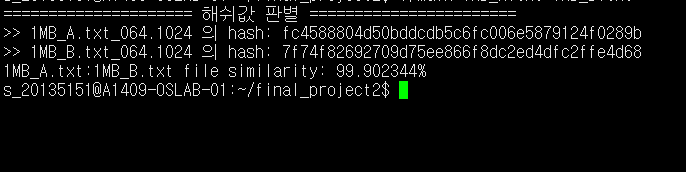 ===================== 해쉬값 판별 =======================
>> 1MB_A.txt_064.1024 의 hash: fc4588804d50bddcdb5c6fc006e5879124f0289b
>> 1MB_B.txt_064.1024 의 hash: 7f74f82692709d75ee866f8dc2ed4dfc2ffe4d68
1MB_A.txt:1MB_B.txt file similarity: 99.902344%
s_20135151@A1409-OSLAB-01:~/final_project2$